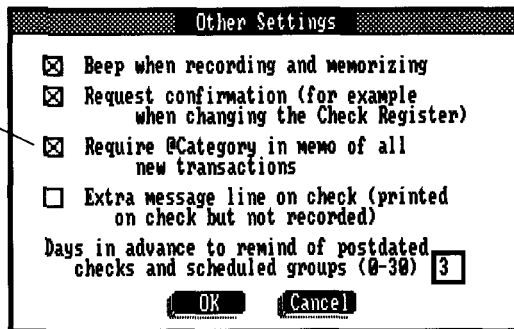 Other Settings
Beep when recording and memorizing
Request confirmation (for example
when changing the Check Register)
Require @Category in memo of all
new transactions
Extra message line on check (printed
on check but not recorded)
Days in advance to remind of postdated
checks and scheduled groups (0-30) 3
OK Cancel